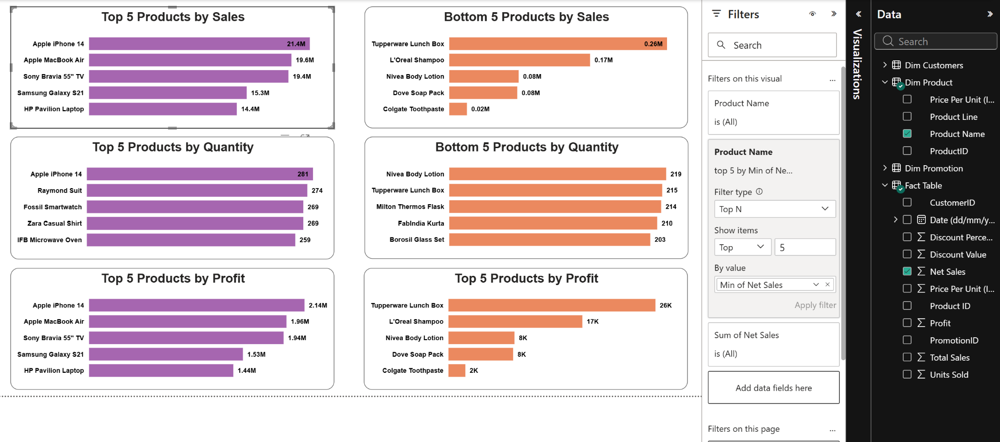 Top 5 Products by Sales
Apple iPhone 14 21.4M
Apple MacBook Air 19.6M
Sony Bravia 55" TV 19.4M
Samsung Galaxy S21 15.3M
HP Pavilion Laptop 14.4M
Bottom 5 Products by Sales
Tupperware Lunch Box 0.26M
L'Oreal Shampoo 0.17M
Nivea Body Lotion 0.08M
Dove Soap Pack 0.08M
Colgate Toothpaste 0.02M
Top 5 Products by Quantity
Apple iPhone 14 281
Raymond Suit 274
Fossil Smartwatch 269
Zara Casual Shirt 269
IFB Microwave Oven 259
Bottom 5 Products by Quantity
Nivea Body Lotion 219
Tupperware Lunch Box 215
Milton Thermos Flask 214
FabIndia Kurta 210
Borosil Glass Set 203
Top 5 Products by Profit
Apple iPhone 14 2.14M
Apple MacBook Air 1.96M
Sony Bravia 55" TV 1.94M
Samsung Galaxy S21 1.53M
HP Pavilion Laptop 1.44M
Top 5 Products by Profit
Tupperware Lunch Box 26K
L'Oreal Shampoo 17K
Nivea Body Lotion 8K
Dove Soap Pack 8K
Colgate Toothpaste 2K
Filters
Search
Filters on this visual ...
Product Name
is (All)
Product Name
top 5 by Min of Ne...
Filter type
Top N
Show items
Top 5
By value
Min of Net Sales
Apply filter
Sum of Net Sales
is (All)
Add data fields here
Filters on this page ...
Visualizations
Data
Search
Dim Customers
Dim Product
Price Per Unit (I...
Product Line
Product Name
ProductID
Dim Promotion
Fact Table
CustomerID
Date (dd/mm/y...
Discount Perce...
Discount Value
Net Sales
Price Per Unit (I...
Product ID
Profit
PromotionID
Total Sales
Units Sold